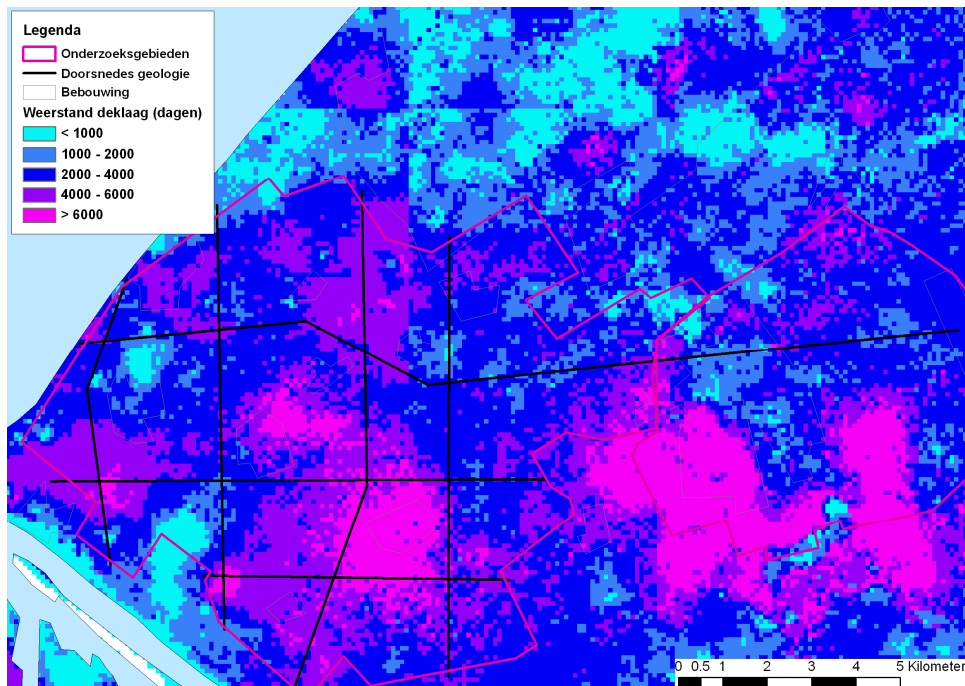 Legenda
Onderzoeksgebieden
Doorsnedes geologie
Bebouwing
Weerstand deklaag (dagen)
< 1000
1000 - 2000
2000 - 4000
4000 - 6000
> 6000
0 0.5 1 2 3 4 5 Kilometer